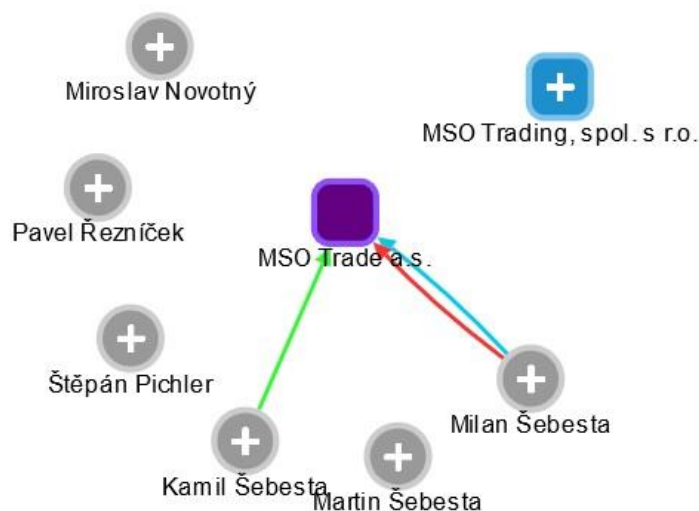 Miroslav Novotný
MSO Trading, spol. s r.o.
Pavel Řezníček
MSO Trade a.s.
Štěpán Pichler
Milan Šebesta
Kamil Šebesta
Martin Šebesta